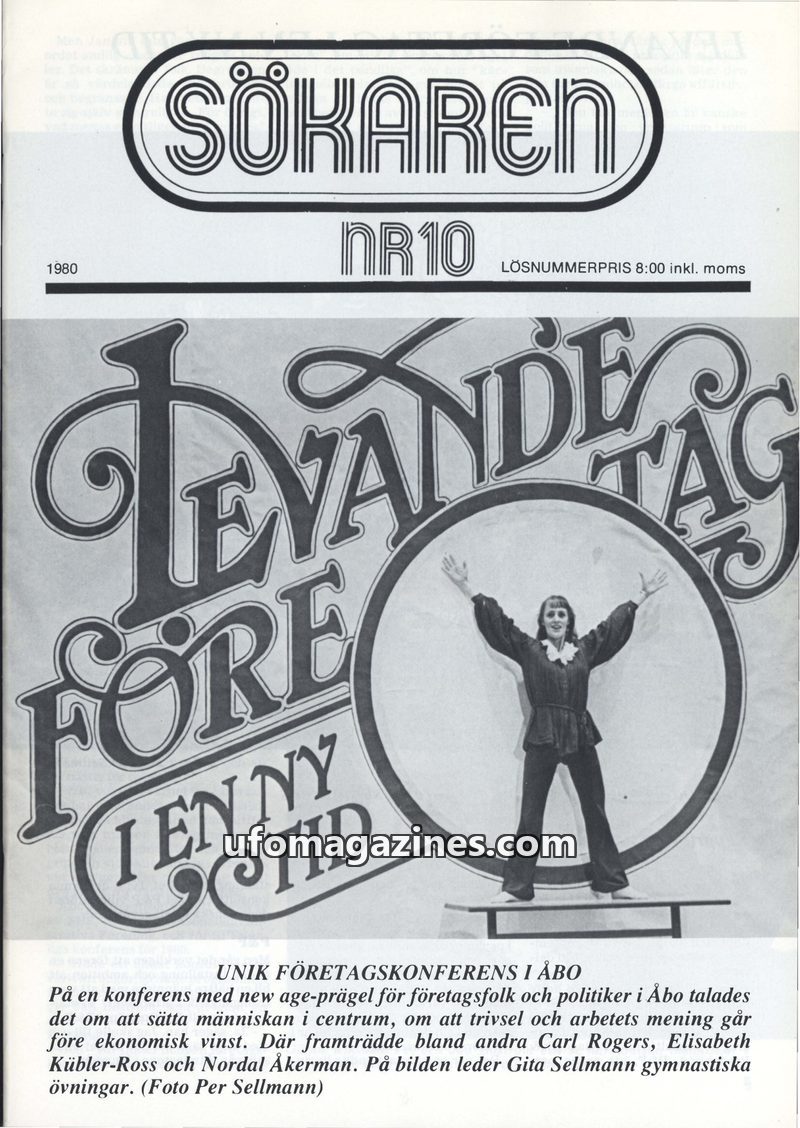 SÖKAREN
NR 10
1980
LÖSNUMMERPRIS 8:00 inkl. moms
LEVANDE
FÖRETAG
I EN NY
TID
ufomagazines.com
UNIK FÖRETAGSKONFERENS I ÅBO
På en konferens med new age-prägel för företagsfolk och politiker i Åbo talades
det om att sätta människan i centrum, om att trivsel och arbetets mening går
före ekonomisk vinst. Där framträdde bland andra Carl Rogers, Elisabeth
Kübler-Ross och Nordal Åkerman. På bilden leder Gita Sellmann gymnastiska
övningar. (Foto Per Sellmann)